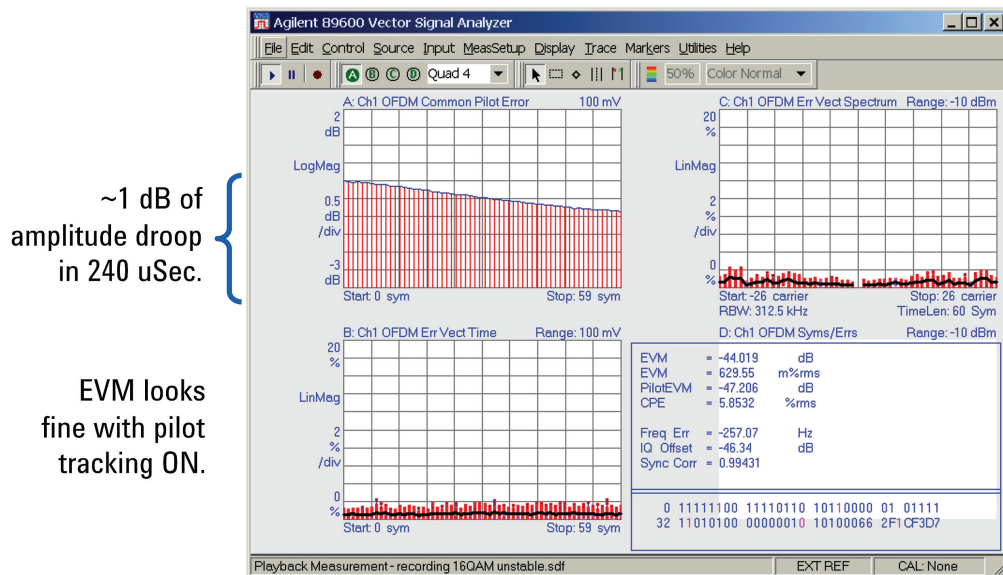 Agilent 89600 Vector Signal Analyzer
File Edit Control Source Input MeasSetup Display Trace Markers Utilities Help
A B C D Quad 4 50% Color Normal
~1 dB of
amplitude droop
in 240 uSec.
A: Ch1 OFDM Common Pilot Error 100 mV
2
dB
LogMag
0.5
dB
/div
-3
dB
Start: 0 sym Stop: 59 sym
C: Ch1 OFDM Err Vect Spectrum Range: -10 dBm
20
%
LinMag
2
%
/div
0
%
Start: -26 carrier Stop: 26 carrier
RBW: 312.5 kHz TimeLen: 60 Sym
EVM looks
fine with pilot
tracking ON.
B: Ch1 OFDM Err Vect Time Range: 100 mV
20
%
LinMag
2
%
/div
0
%
Start: 0 sym Stop: 59 sym
D: Ch1 OFDM Syms/Errs Range: -10 dBm
EVM = -44.019 dB
EVM = 629.55 m%rms
PilotEVM = -47.206 dB
CPE = 5.8532 %rms
Freq Err = -257.07 Hz
IQ Offset = -46.34 dB
Sync Corr = 0.99431
0 11111100 11110110 10110000 01 01111
32 11010100 00000010 10100066 2F1CF3D7
Playback Measurement - recording 16QAM unstable.sdf EXT REF CAL: None